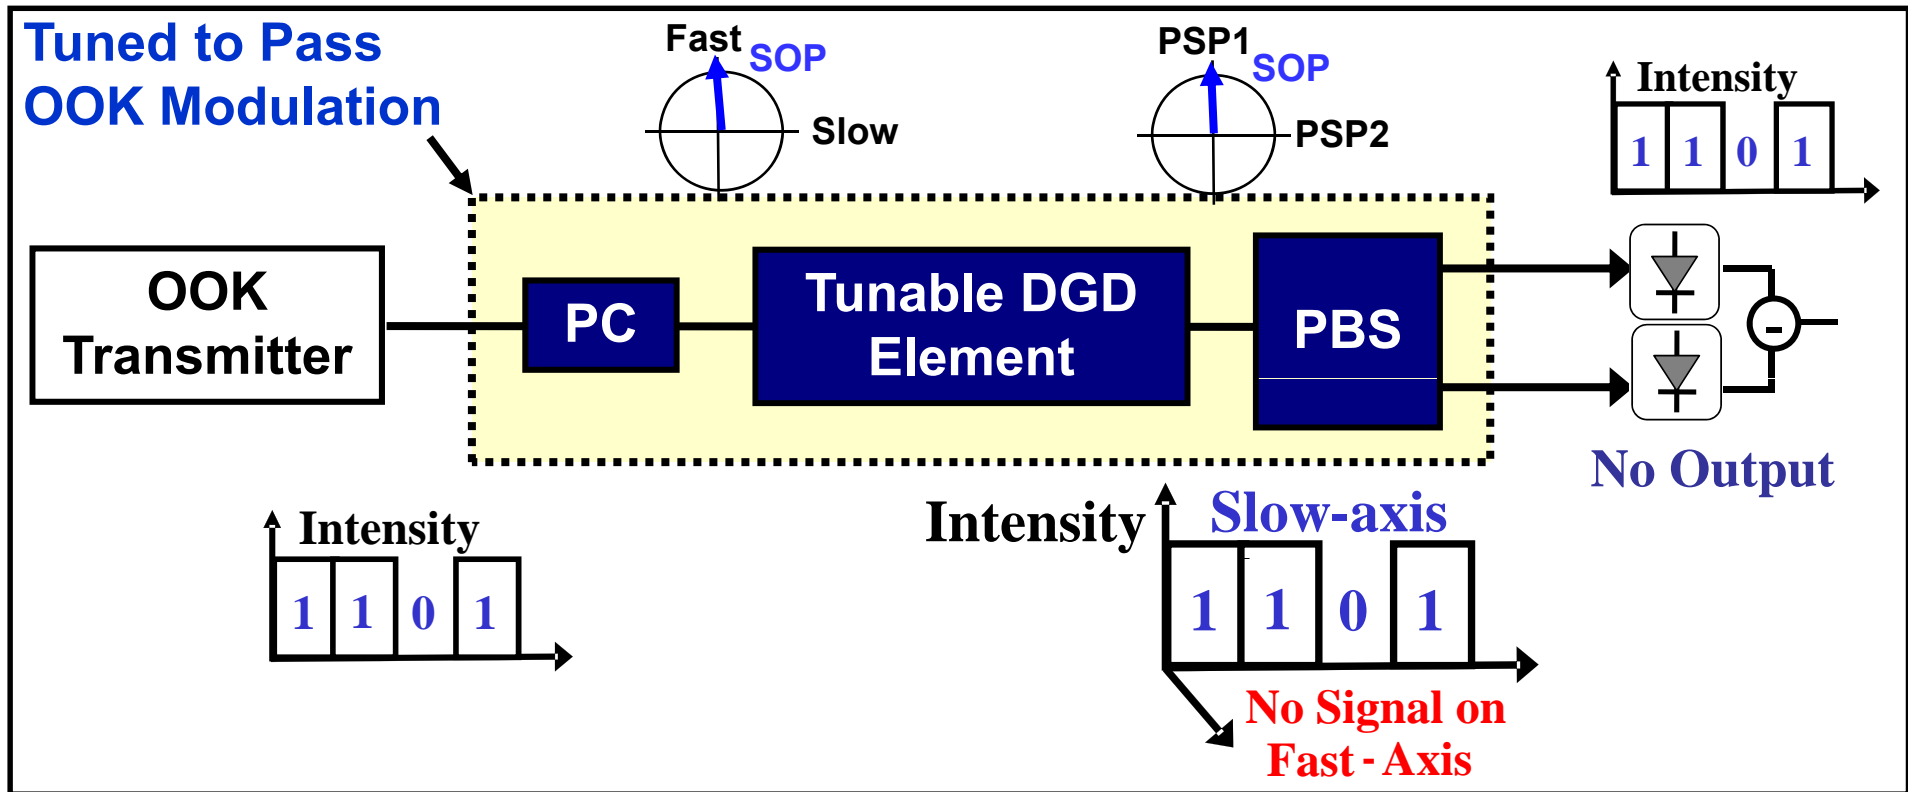 Tuned to Pass
OOK Modulation
Fast
SOP
Slow
PSP1
SOP
PSP2
Intensity
1 1 0 1
OOK
Transmitter
PC
Tunable DGD
Element
PBS
-
No Output
Intensity
1 1 0 1
Intensity
Slow-axis
1 1 0 1
No Signal on
Fast - Axis